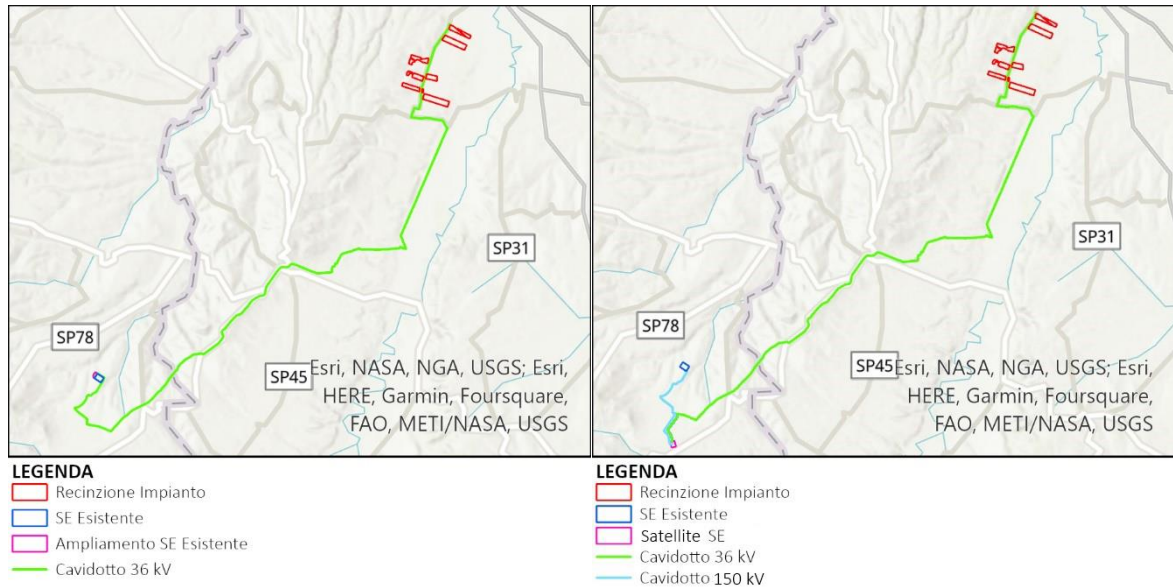 SP31
SP78
SP45
Esri, NASA, NGA, USGS; Esri,
HERE, Garmin, Foursquare,
FAO, METI/NASA, USGS
LEGENDA
Recinzione Impianto
SE Esistente
Ampliamento SE Esistente
Cavidotto 36 kV
SP31
SP78
SP45
Esri, NASA, NGA, USGS; Esri,
HERE, Garmin, Foursquare,
FAO, METI/NASA, USGS
LEGENDA
Recinzione Impianto
SE Esistente
Satellite SE
Cavidotto 36 kV
Cavidotto 150 kV